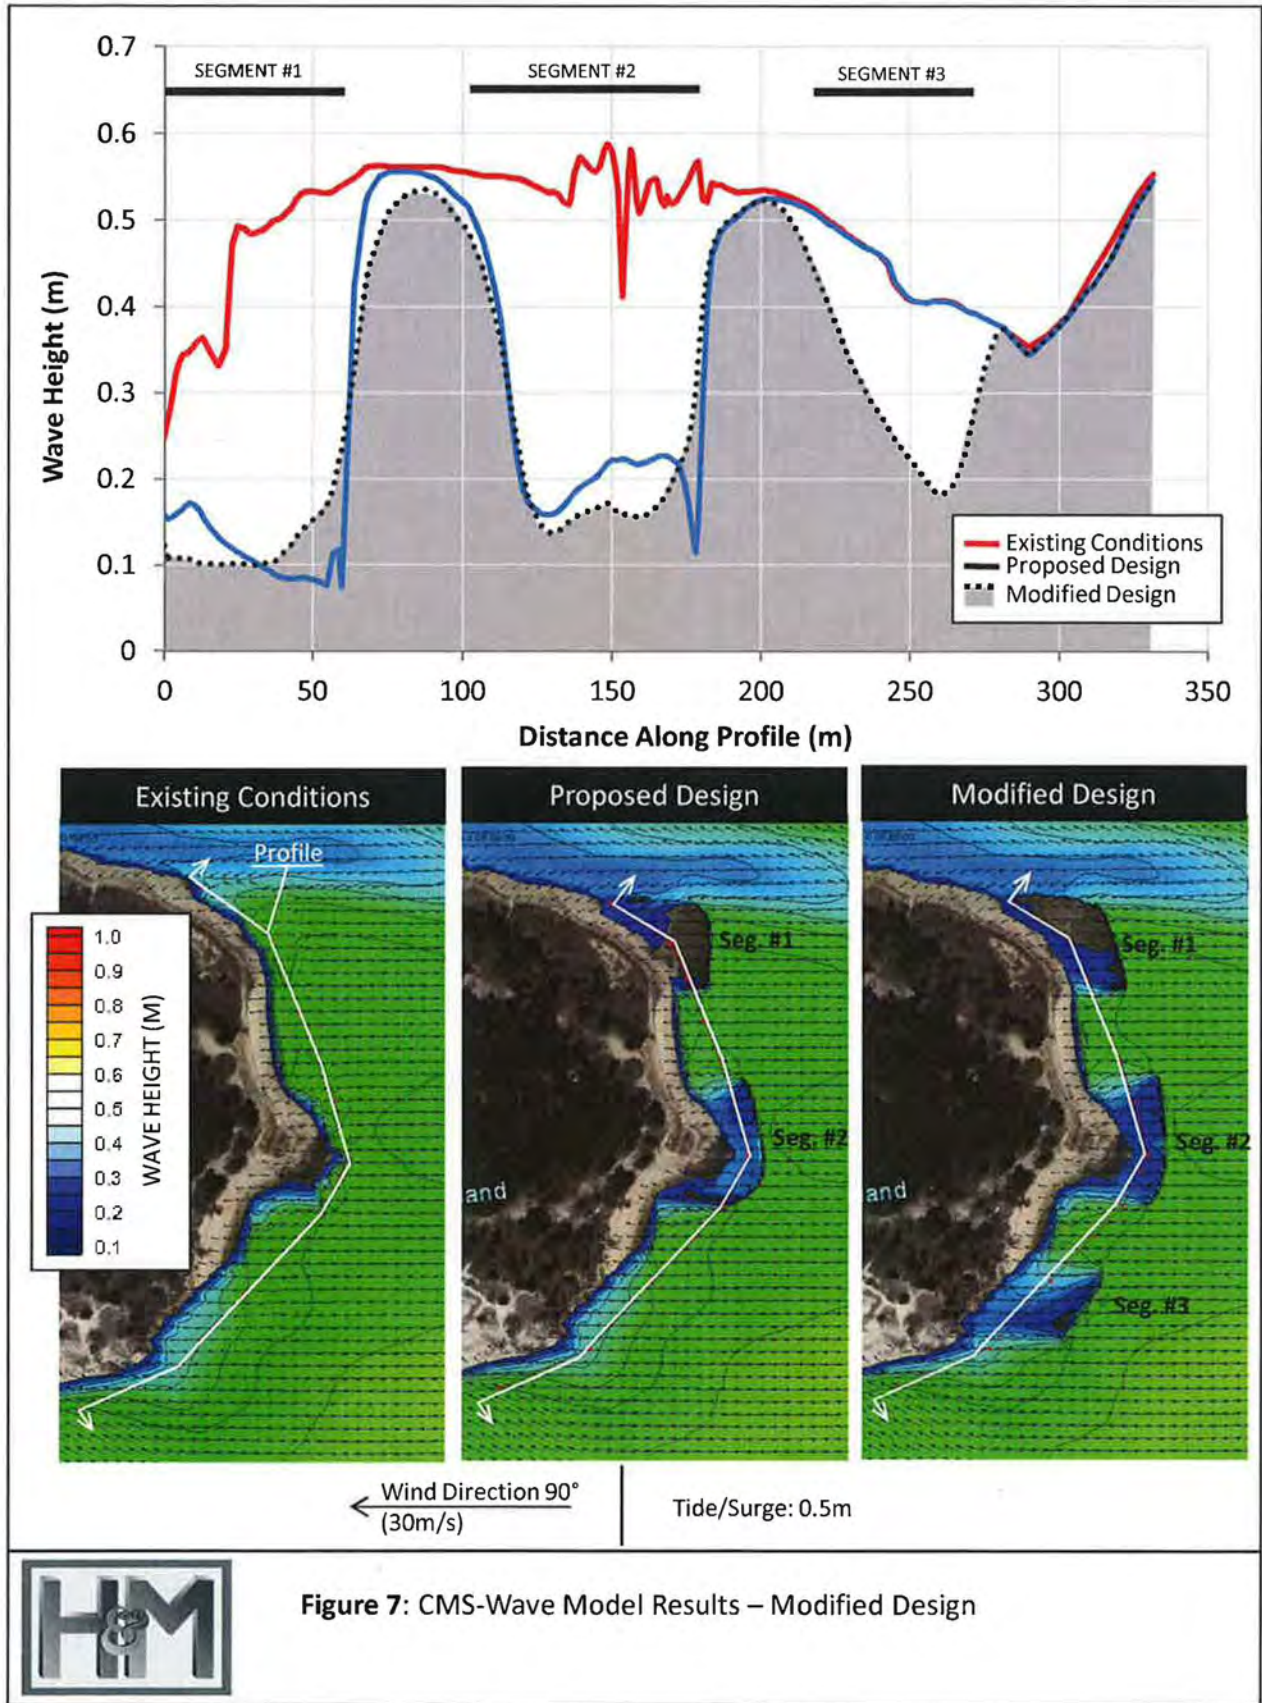 0.7
SEGMENT #1
SEGMENT #2
SEGMENT #3
0.6
0.5
0.4
0.3
0.2
0.1
0
Wave Height (m)
Existing Conditions
Proposed Design
Modified Design
0 50 100 150 200 250 300 350
Distance Along Profile (m)
Existing Conditions
Proposed Design
Modified Design
Profile
1.0
0.9
0.8
0.7
0.6
0.5
0.4
0.3
0.2
0.1
WAVE HEIGHT (M)
Seg. #1
Seg. #2
and
Seg. #1
Seg. #2
and
Seg. #3
Wind Direction 90°
(30m/s)
Tide/Surge: 0.5m
H&M
Figure 7: CMS-Wave Model Results – Modified Design